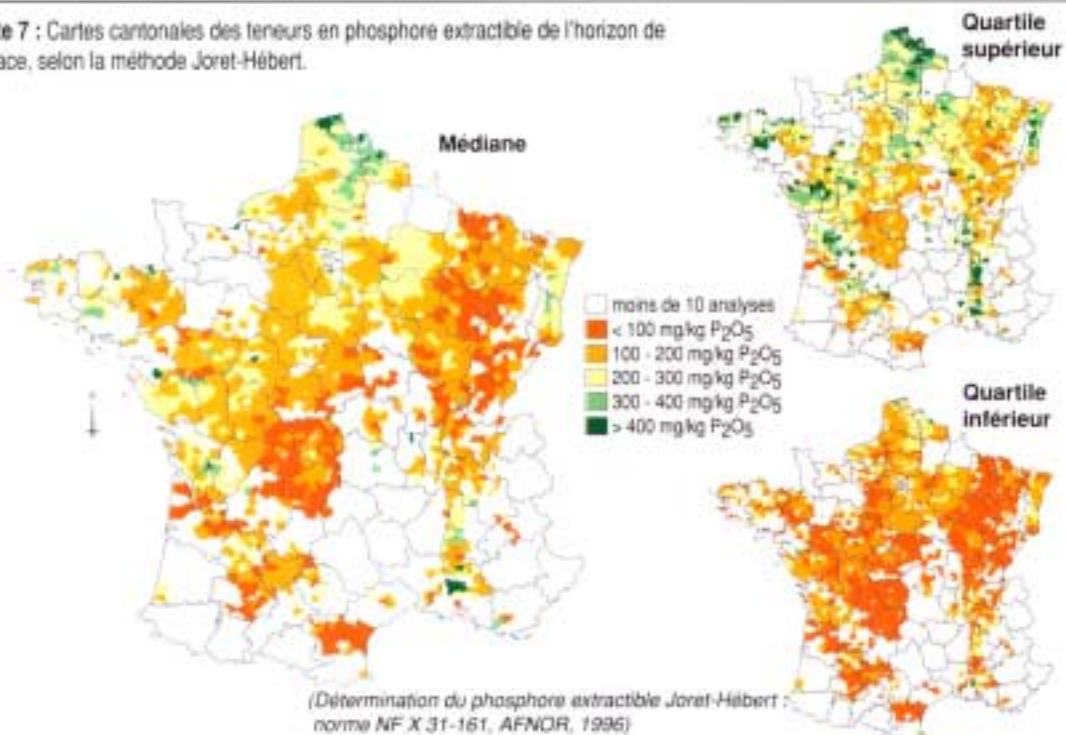 te 7 : Cartes cantonales des teneurs en phosphore extractible de l'horizon de
ace, selon la méthode Joret-Hébert.
Quartile
supérieur
Médiane
moins de 10 analyses
< 100 mg/kg P2O5
100 - 200 mg/kg P2O5
200 - 300 mg/kg P2O5
300 - 400 mg/kg P2O5
> 400 mg/kg P2O5
Quartile
inférieur
(Détermination du phosphore extractible Joret-Hébert :
norme NF X 31-161, AFNOR, 1996)